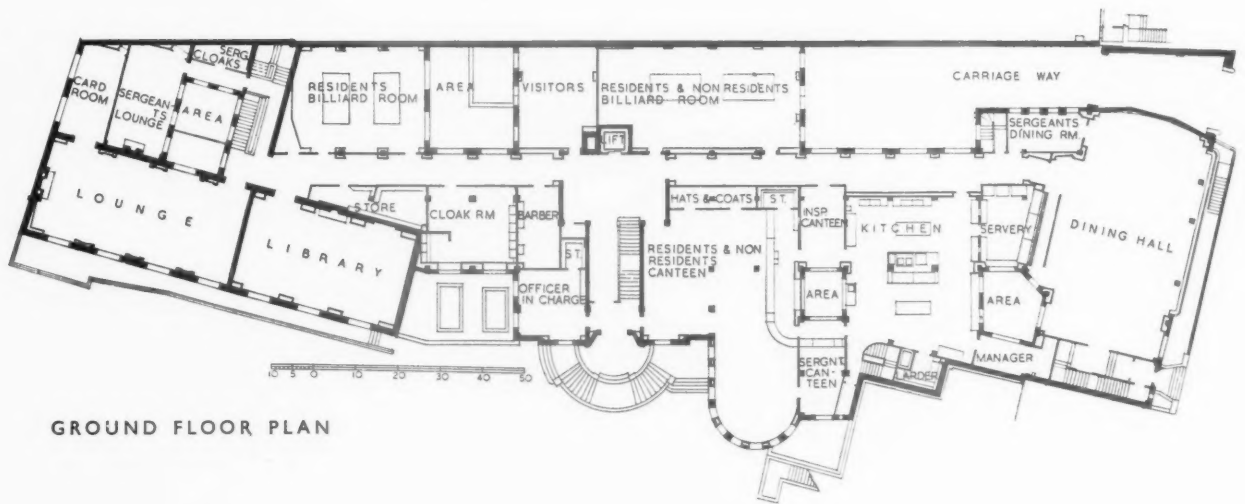 SERG
CLOAKS
CARD
ROOM
SERGEAN-
TS
LOUNGE
AREA
RESIDENTS
BILLIARD ROOM
AREA
VISITORS
RESIDENTS & NON RESIDENTS
BILLIARD ROOM
CARRIAGE WAY
LIFT
SERGEANTS
DINING RM.
LOUNGE
LIBRARY
STORE
CLOAK RM
BARBER
ST.
OFFICER
IN CHARGE
HATS & COATS
ST.
RESIDENTS & NON
RESIDENTS
CANTEEN
INSP
CANTEEN
AREA
KITCHEN
SERVERY
AREA
DINING HALL
SERGNT
CAN-
TEEN
LARDER
MANAGER
10 5 0 10 20 30 40 50
GROUND FLOOR PLAN